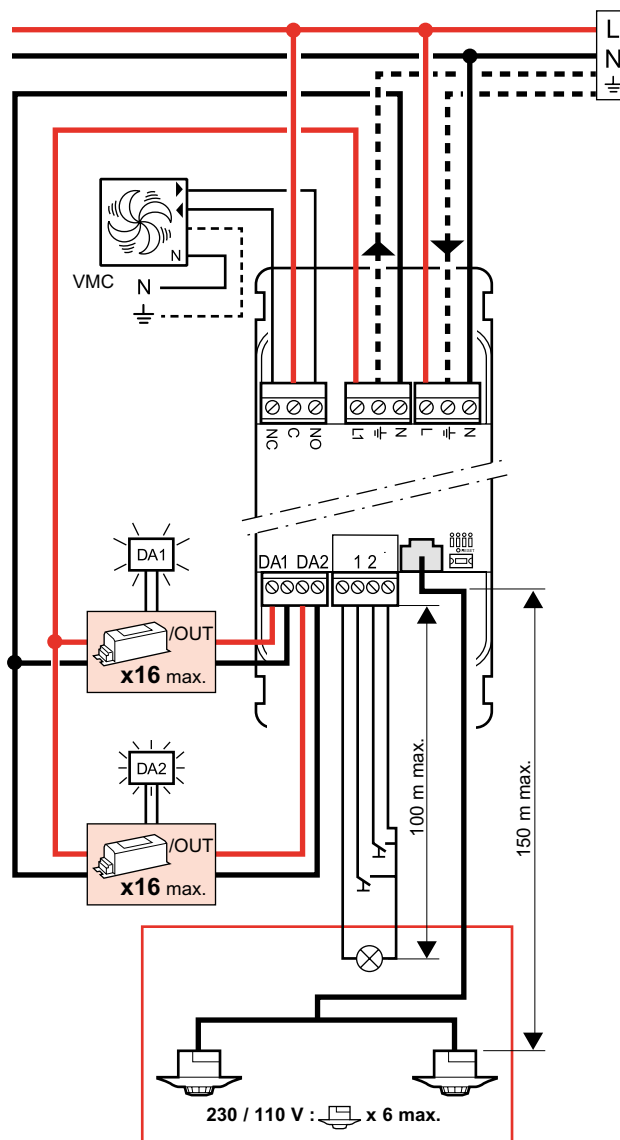 L
N
N
VMC
N
NC
C
NO
L1
N
L
N
RESET
DA1 DA2
1 2
DA1
/OUT
x16 max.
DA2
/OUT
x16 max.
100 m max.
150 m max.
230 / 110 V : x 6 max.